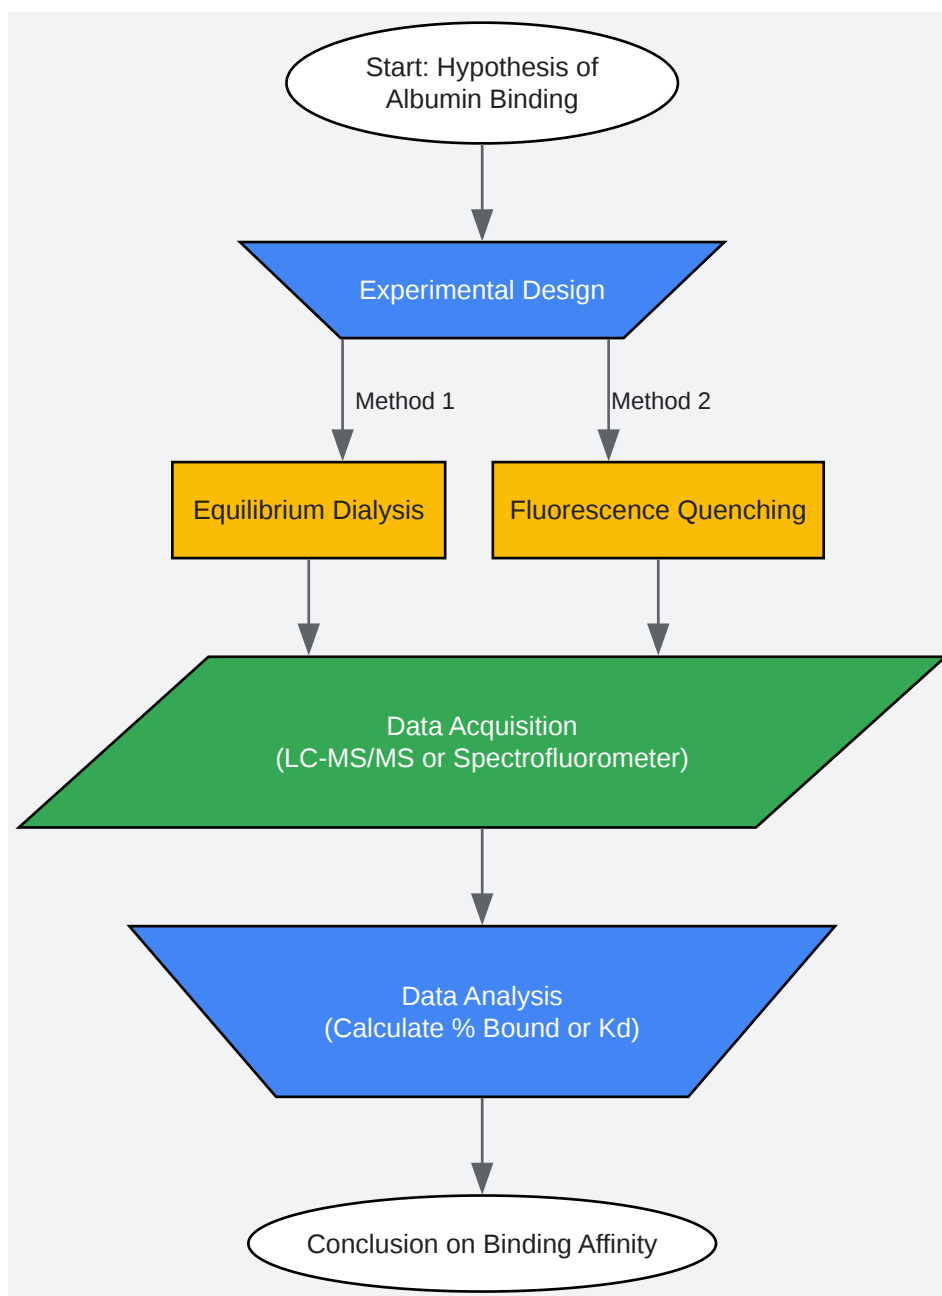 Start: Hypothesis of
Albumin Binding
Experimental Design
Method 1
Method 2
Equilibrium Dialysis
Fluorescence Quenching
Data Acquisition
(LC-MS/MS or Spectrofluorometer)
Data Analysis
(Calculate % Bound or Kd)
Conclusion on Binding Affinity